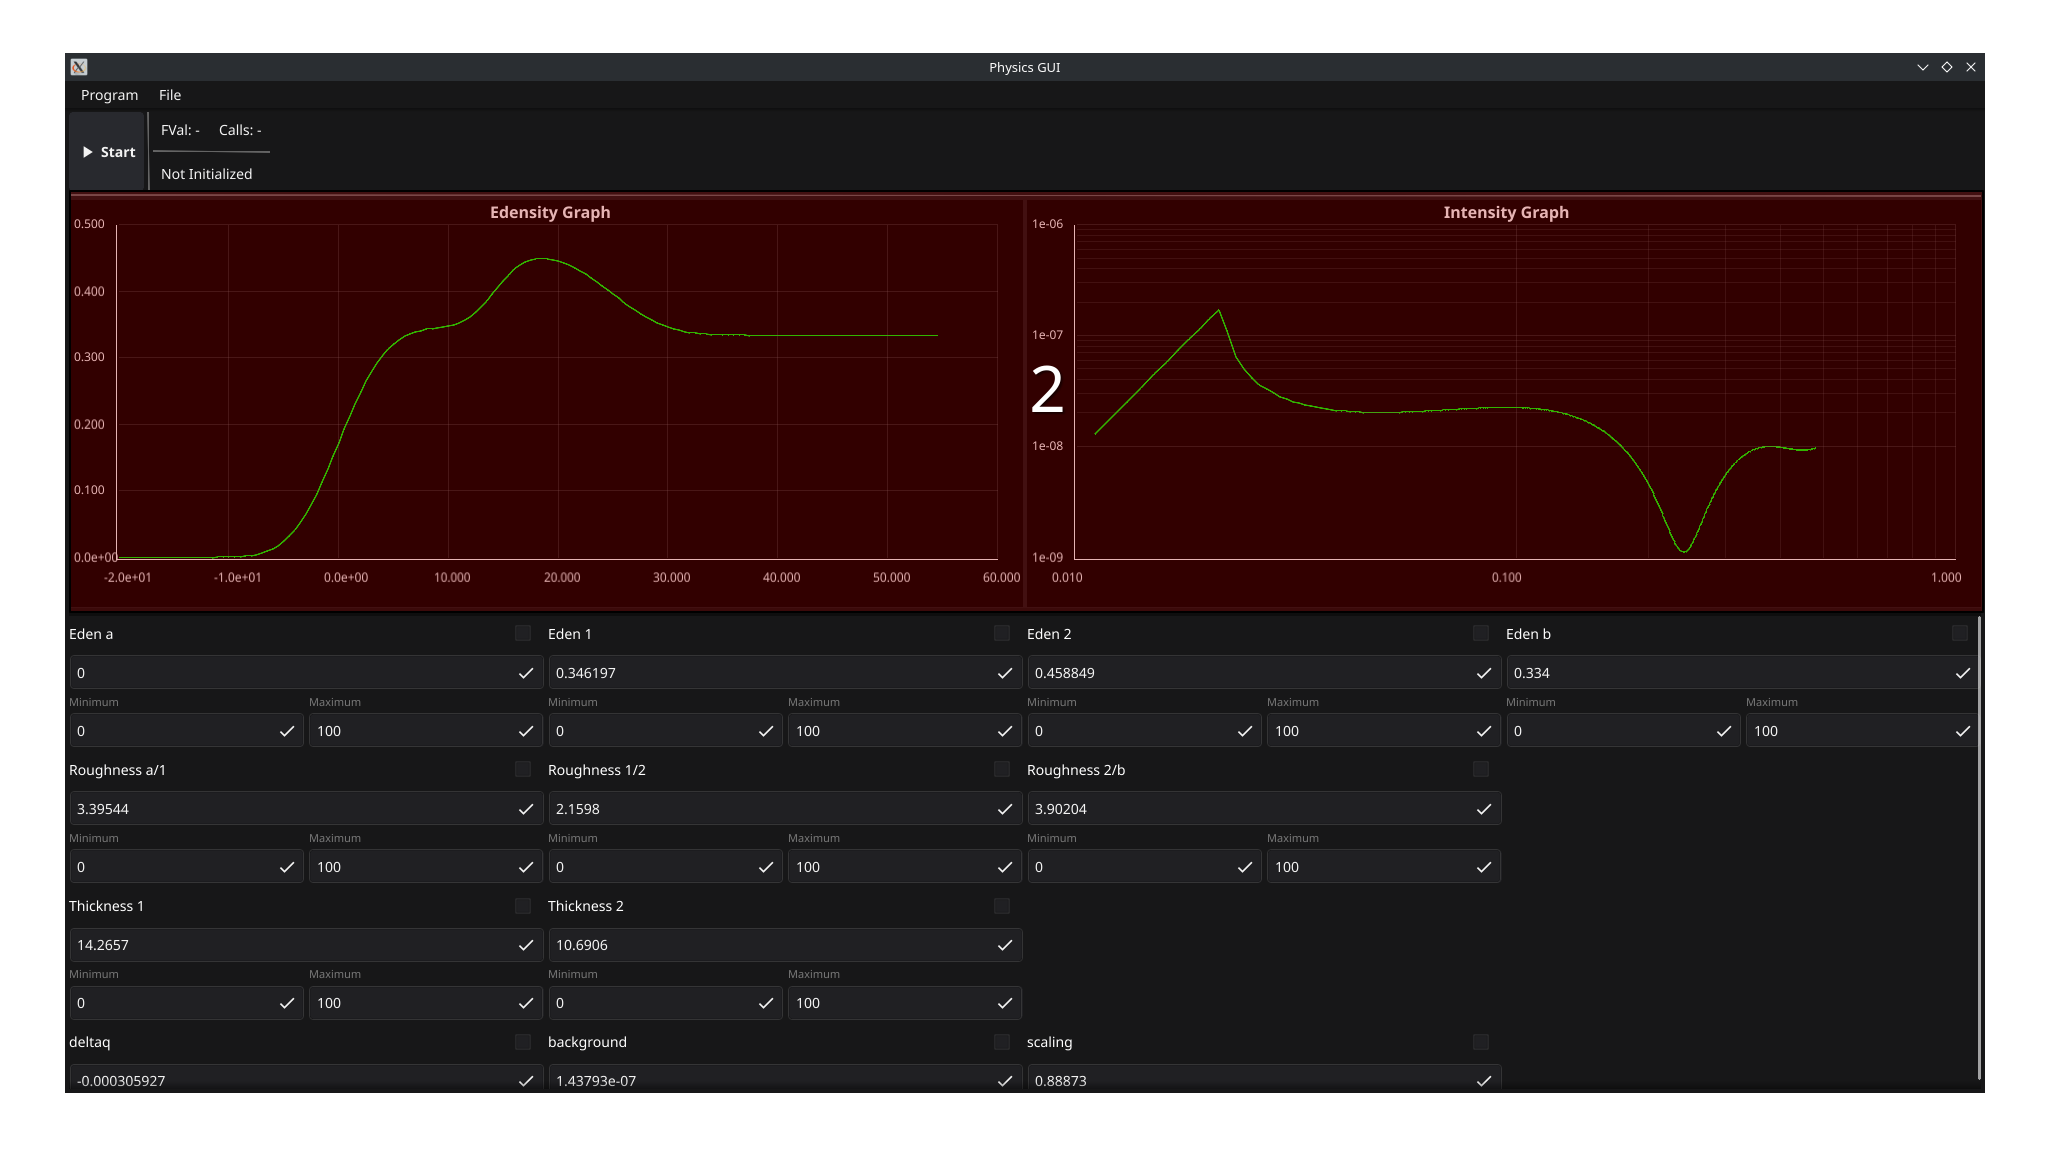 Physics GUI
Program File
Start
FVal: - Calls: -
Not Initialized
Edensity Graph
0.500
0.400
0.300
0.200
0.100
0.0e+00
-2.0e+01 -1.0e+01 0.0e+00 10.000 20.000 30.000 40.000 50.000 60.000
2
Intensity Graph
1e-06
1e-07
1e-08
1e-09
0.010 0.100 1.000
Eden a Eden 1 Eden 2 Eden b
0 0.346197 0.458849 0.334
Minimum Maximum Minimum Maximum Minimum Maximum Minimum Maximum
0 100 0 100 0 100 0 100
Roughness a/1 Roughness 1/2 Roughness 2/b
3.39544 2.1598 3.90204
Minimum Maximum Minimum Maximum Minimum Maximum
0 100 0 100 0 100
Thickness 1 Thickness 2
14.2657 10.6906
Minimum Maximum Minimum Maximum
0 100 0 100
deltaq background scaling
-0.000305927 1.43793e-07 0.88873